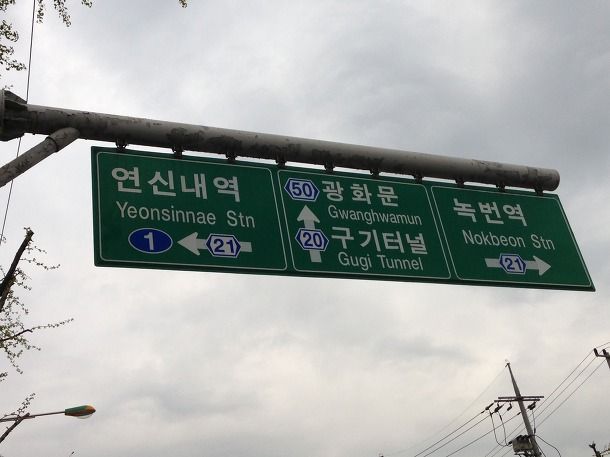 연신내역
Yeonsinnae Stn
1 21
50 광화문
Gwanghwamun
20 구기터널
Gugi Tunnel
녹번역
Nokbeon Stn
21